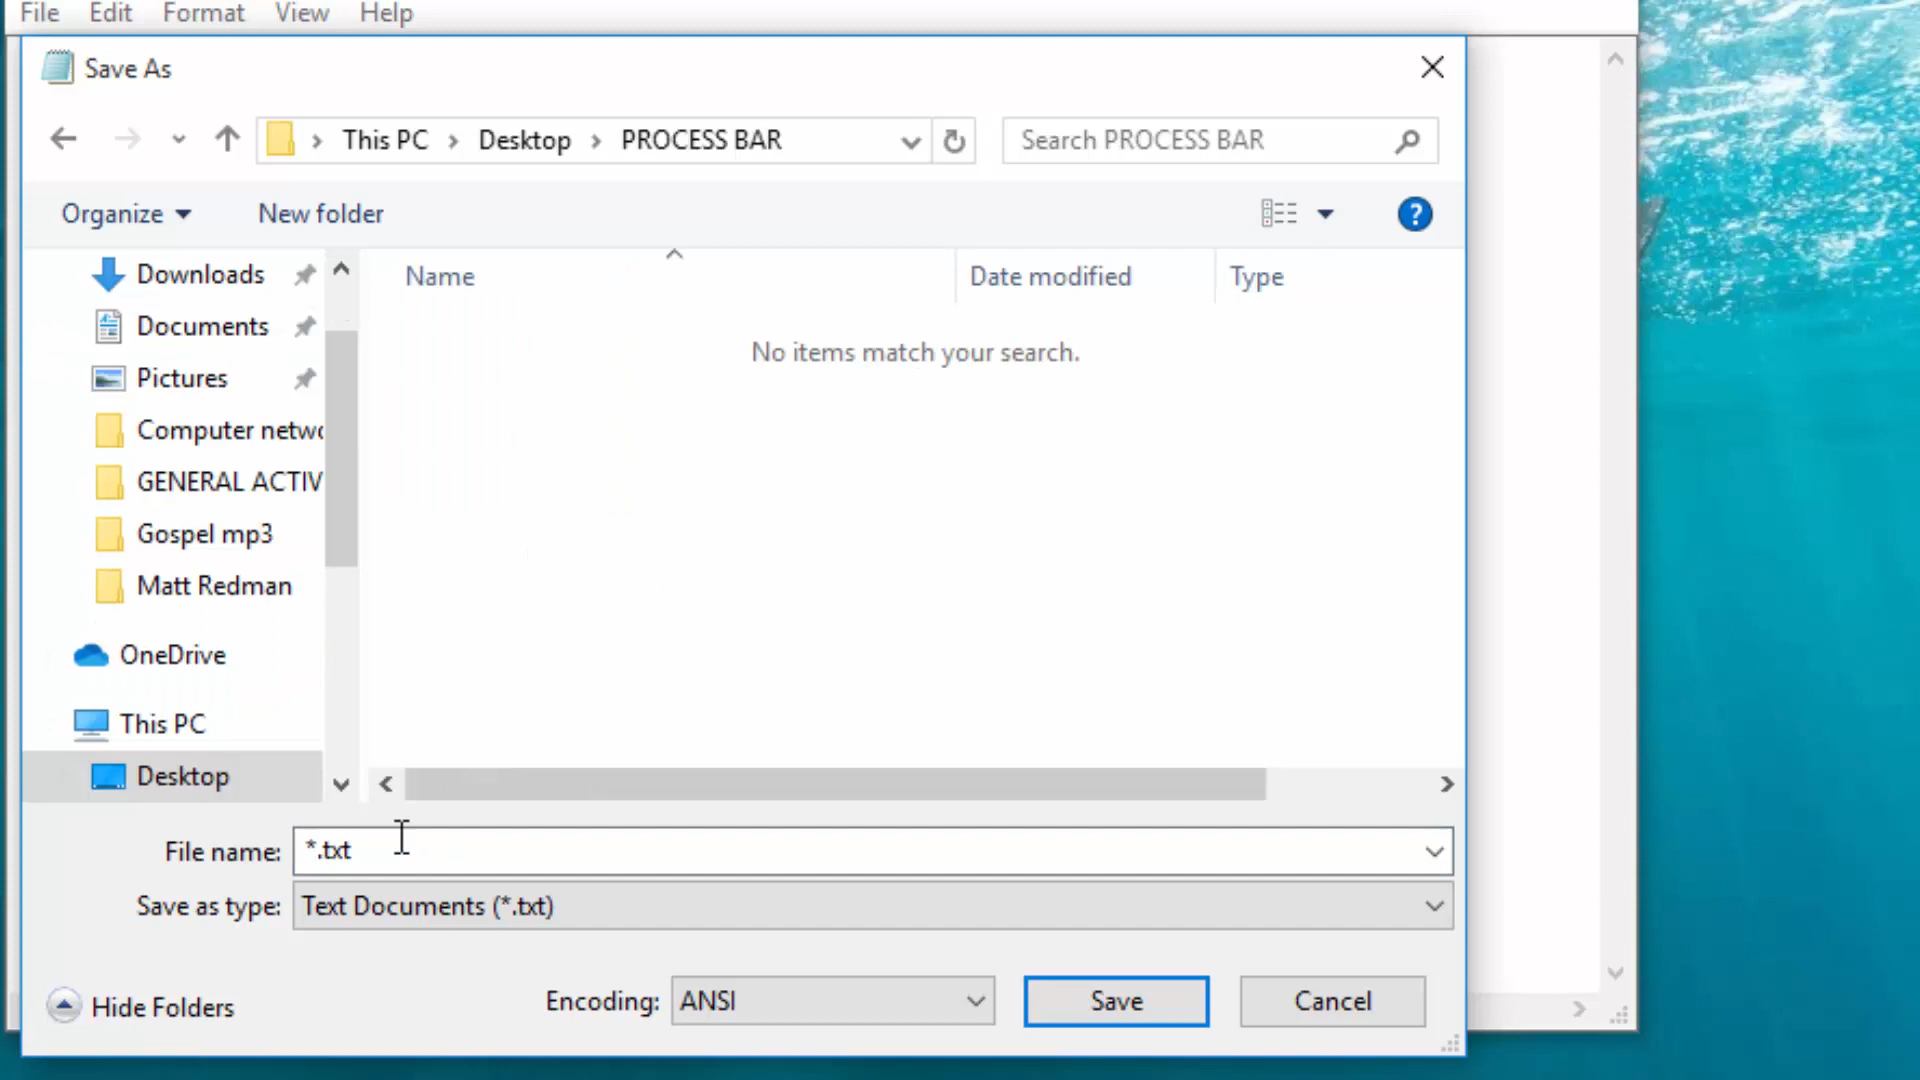 File Edit Format View Help
Save As
This PC Desktop PROCESS BAR Search PROCESS BAR
Organize New folder ?
Name Date modified Type
No items match your search.
Downloads
Documents
Pictures
Computer netwo
GENERAL ACTIV
Gospel mp3
Matt Redman
OneDrive
This PC
Desktop
File name: *.txt
Save as type: Text Documents (*.txt)
Hide Folders Encoding: ANSI Save Cancel